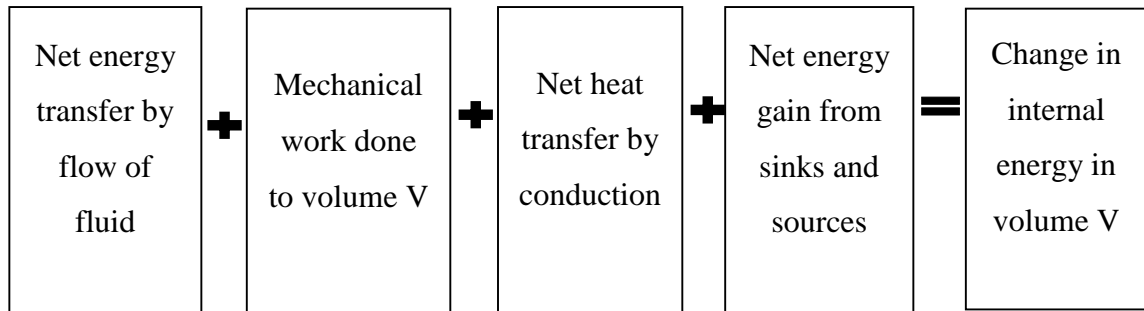 Net energy
transfer by
flow of
fluid
+
Mechanical
work done
to volume V
+
Net heat
transfer by
conduction
+
Net energy
gain from
sinks and
sources
=
Change in
internal
energy in
volume V